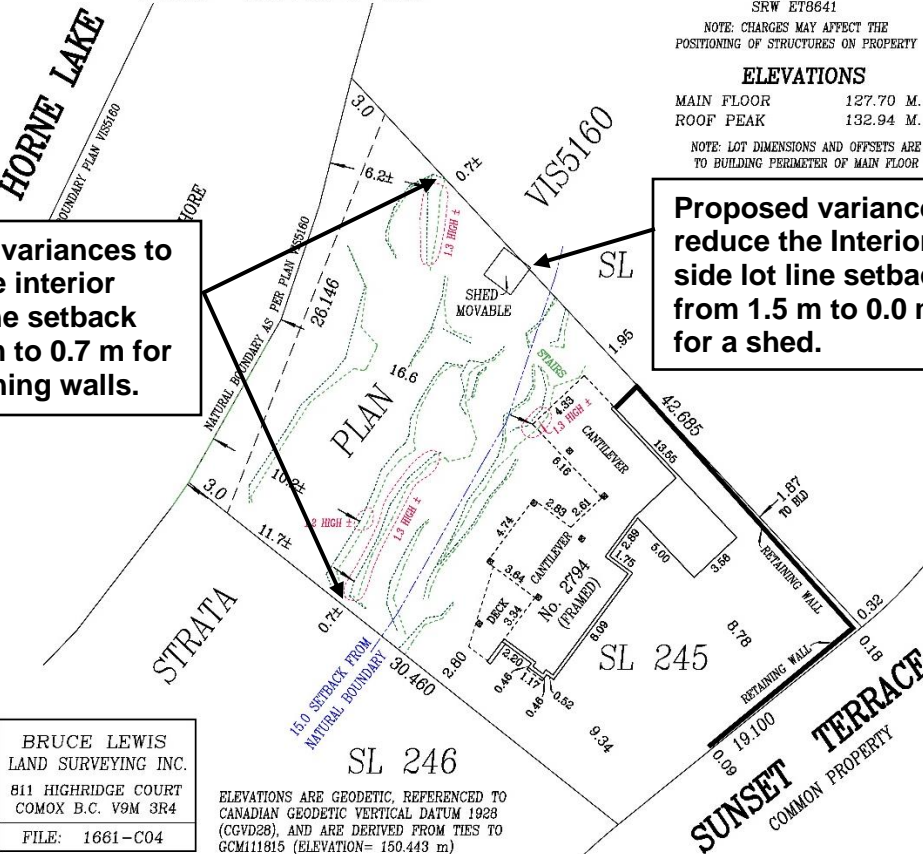 SRW ET8641
NOTE: CHARGES MAY AFFECT THE
POSITIONING OF STRUCTURES ON PROPERTY
ELEVATIONS
MAIN FLOOR 127.70 M.
ROOF PEAK 132.94 M.
NOTE: LOT DIMENSIONS AND OFFSETS ARE
TO BUILDING PERIMETER OF MAIN FLOOR
HORNE LAKE
OUNDARY PLAN VIS5160
HORE
3.0
6.2±
0.7±
VIS5160
1.3 HIGH ±
variances to
e interior
ne setback
m to 0.7 m for
ning walls.
Proposed variance
reduce the Interior
side lot line setbac
from 1.5 m to 0.0 m
for a shed.
SL
SHED
MOVABLE
NATURAL BOUNDARY AS PER PLAN VIS5160
26.146
16.6
PLAN
STAIRS
1.95
4.33
1.3 HIGH ±
CANTILEVER
42.685
13.55
6.16
1.87
TO BLD
RETAINING WALL
10.2±
3.0
11.7±
1.2 HIGH ±
1.3 HIGH ±
2.83
2.61
4.74
CANTILEVER
3.64
2.89
1.75
5.00
3.56
DECK
3.34
No. 2794
(FRAMED)
6.09
0.32
0.18
8.78
STRATA
0.7±
15.0 SETBACK FROM
NATURAL BOUNDARY
30.460
2.80
2.20
0.46
1.17
0.46
0.52
SL 245
RETAINING WALL
9.34
19.100
0.09
SUNSET TERRACE
COMMON PROPERTY
SL 246
BRUCE LEWIS
LAND SURVEYING INC.
811 HIGHRIDGE COURT
COMOX B.C. V9M 3R4
FILE: 1661-C04
ELEVATIONS ARE GEODETIC, REFERENCED TO
CANADIAN GEODETIC VERTICAL DATUM 1928
(CGVD28), AND ARE DERIVED FROM TIES TO
GCM111815 (ELEVATION= 150.443 m)